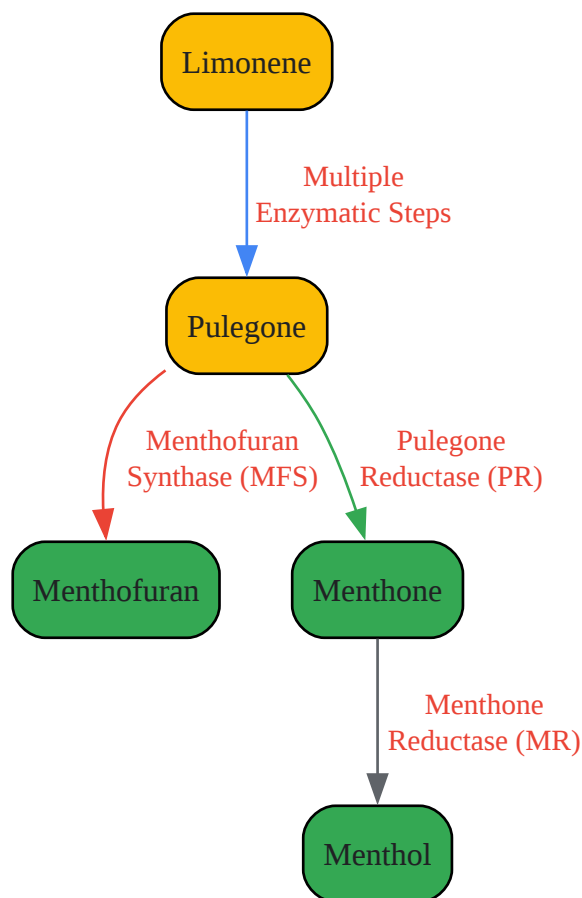 Limonene
Multiple
Enzymatic Steps
Pulegone
Menthofuran
Synthase (MFS)
Pulegone
Reductase (PR)
Menthofuran
Menthone
Menthone
Reductase (MR)
Menthol